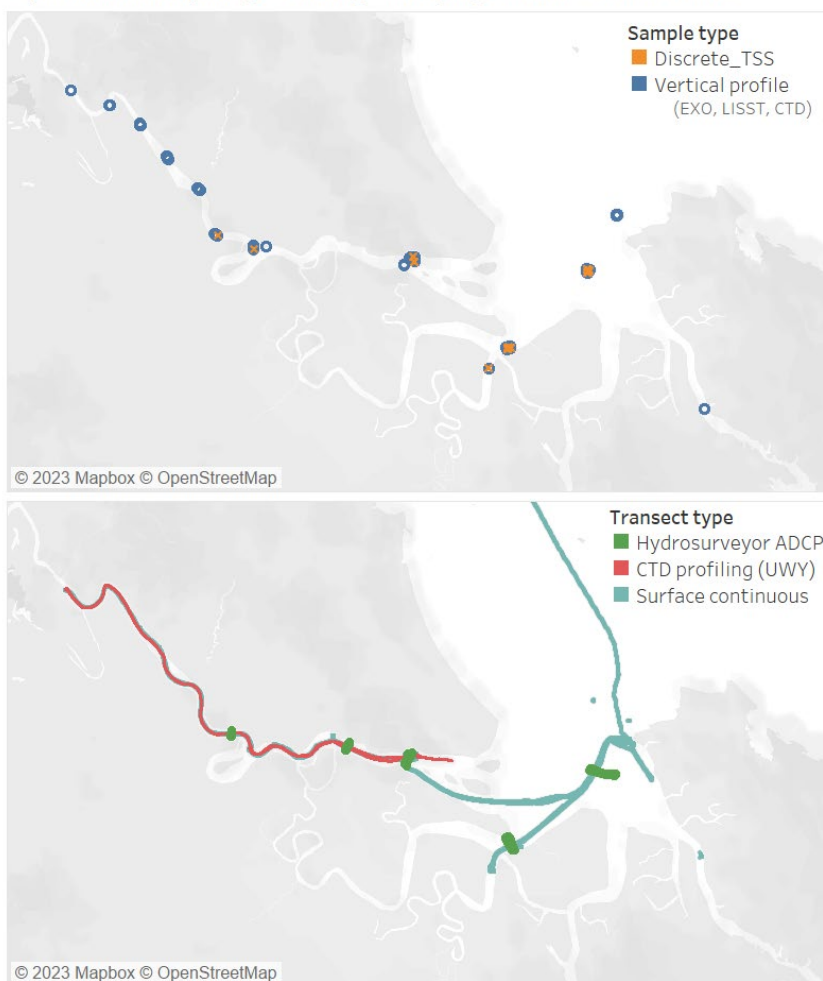 Sample type
Discrete_TSS
Vertical profile
(EXO, LISST, CTD)
© 2023 Mapbox © OpenStreetMap
Transect type
Hydrosurveyor ADCP
CTD profiling (UWY)
Surface continuous
© 2023 Mapbox © OpenStreetMap